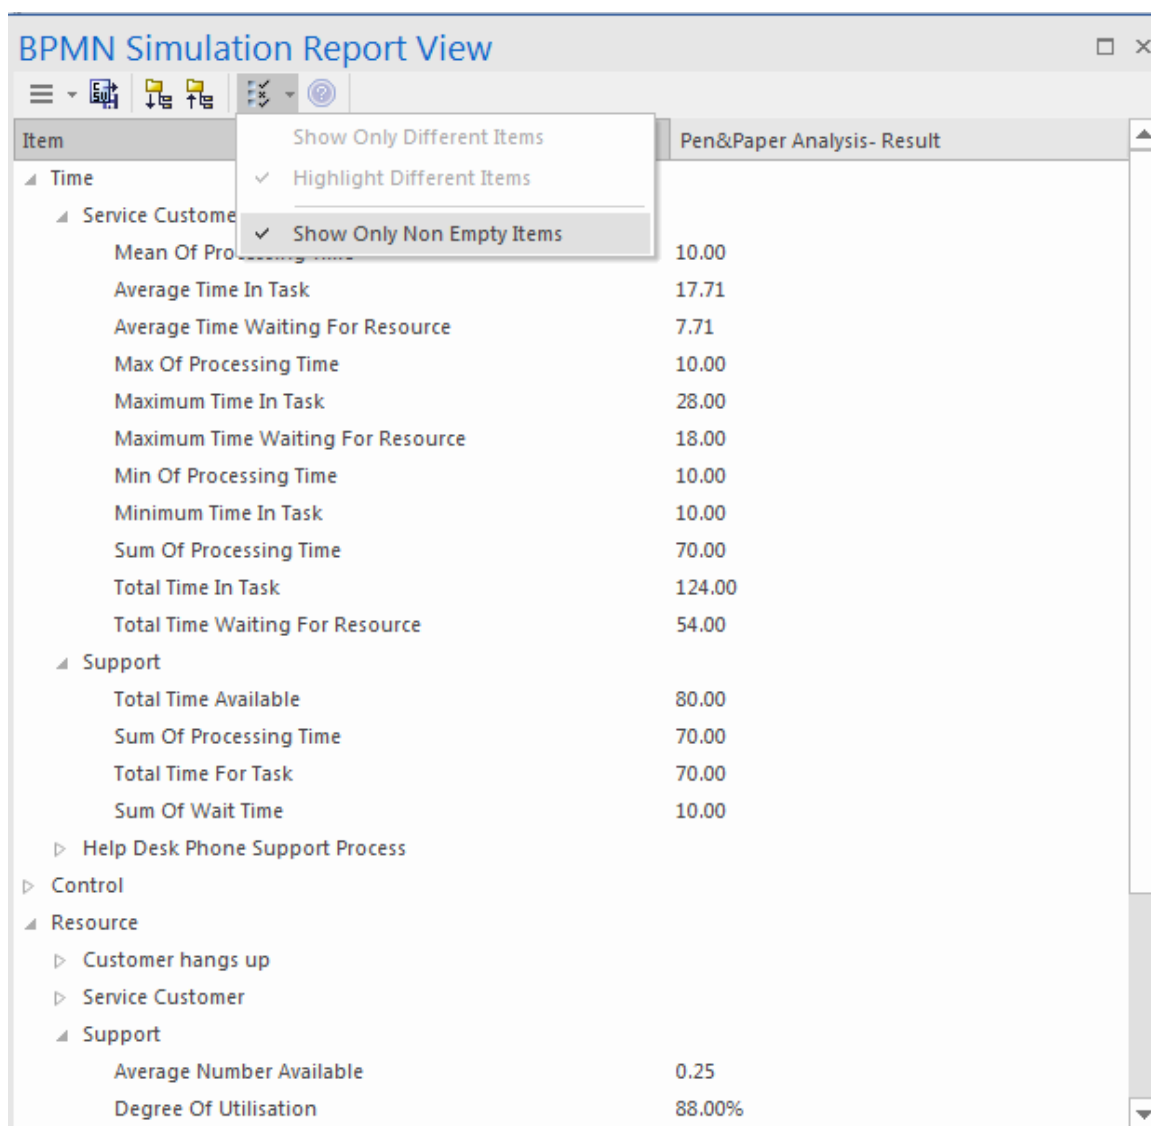 BPMN Simulation Report View
Item
Pen&Paper Analysis- Result
Show Only Different Items
Highlight Different Items
Show Only Non Empty Items
Time
Service Custome
Mean Of Pro 10.00
Average Time In Task 17.71
Average Time Waiting For Resource 7.71
Max Of Processing Time 10.00
Maximum Time In Task 28.00
Maximum Time Waiting For Resource 18.00
Min Of Processing Time 10.00
Minimum Time In Task 10.00
Sum Of Processing Time 70.00
Total Time In Task 124.00
Total Time Waiting For Resource 54.00
Support
Total Time Available 80.00
Sum Of Processing Time 70.00
Total Time For Task 70.00
Sum Of Wait Time 10.00
Help Desk Phone Support Process
Control
Resource
Customer hangs up
Service Customer
Support
Average Number Available 0.25
Degree Of Utilisation 88.00%